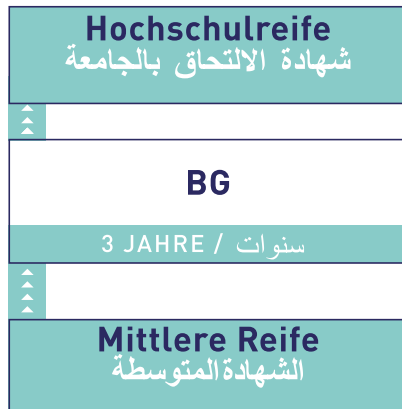 Hochschulreife
شهادة الالتحاق بالجامعة
BG
3 JAHRE / سنوات
Mittlere Reife
الشهادة المتوسطة